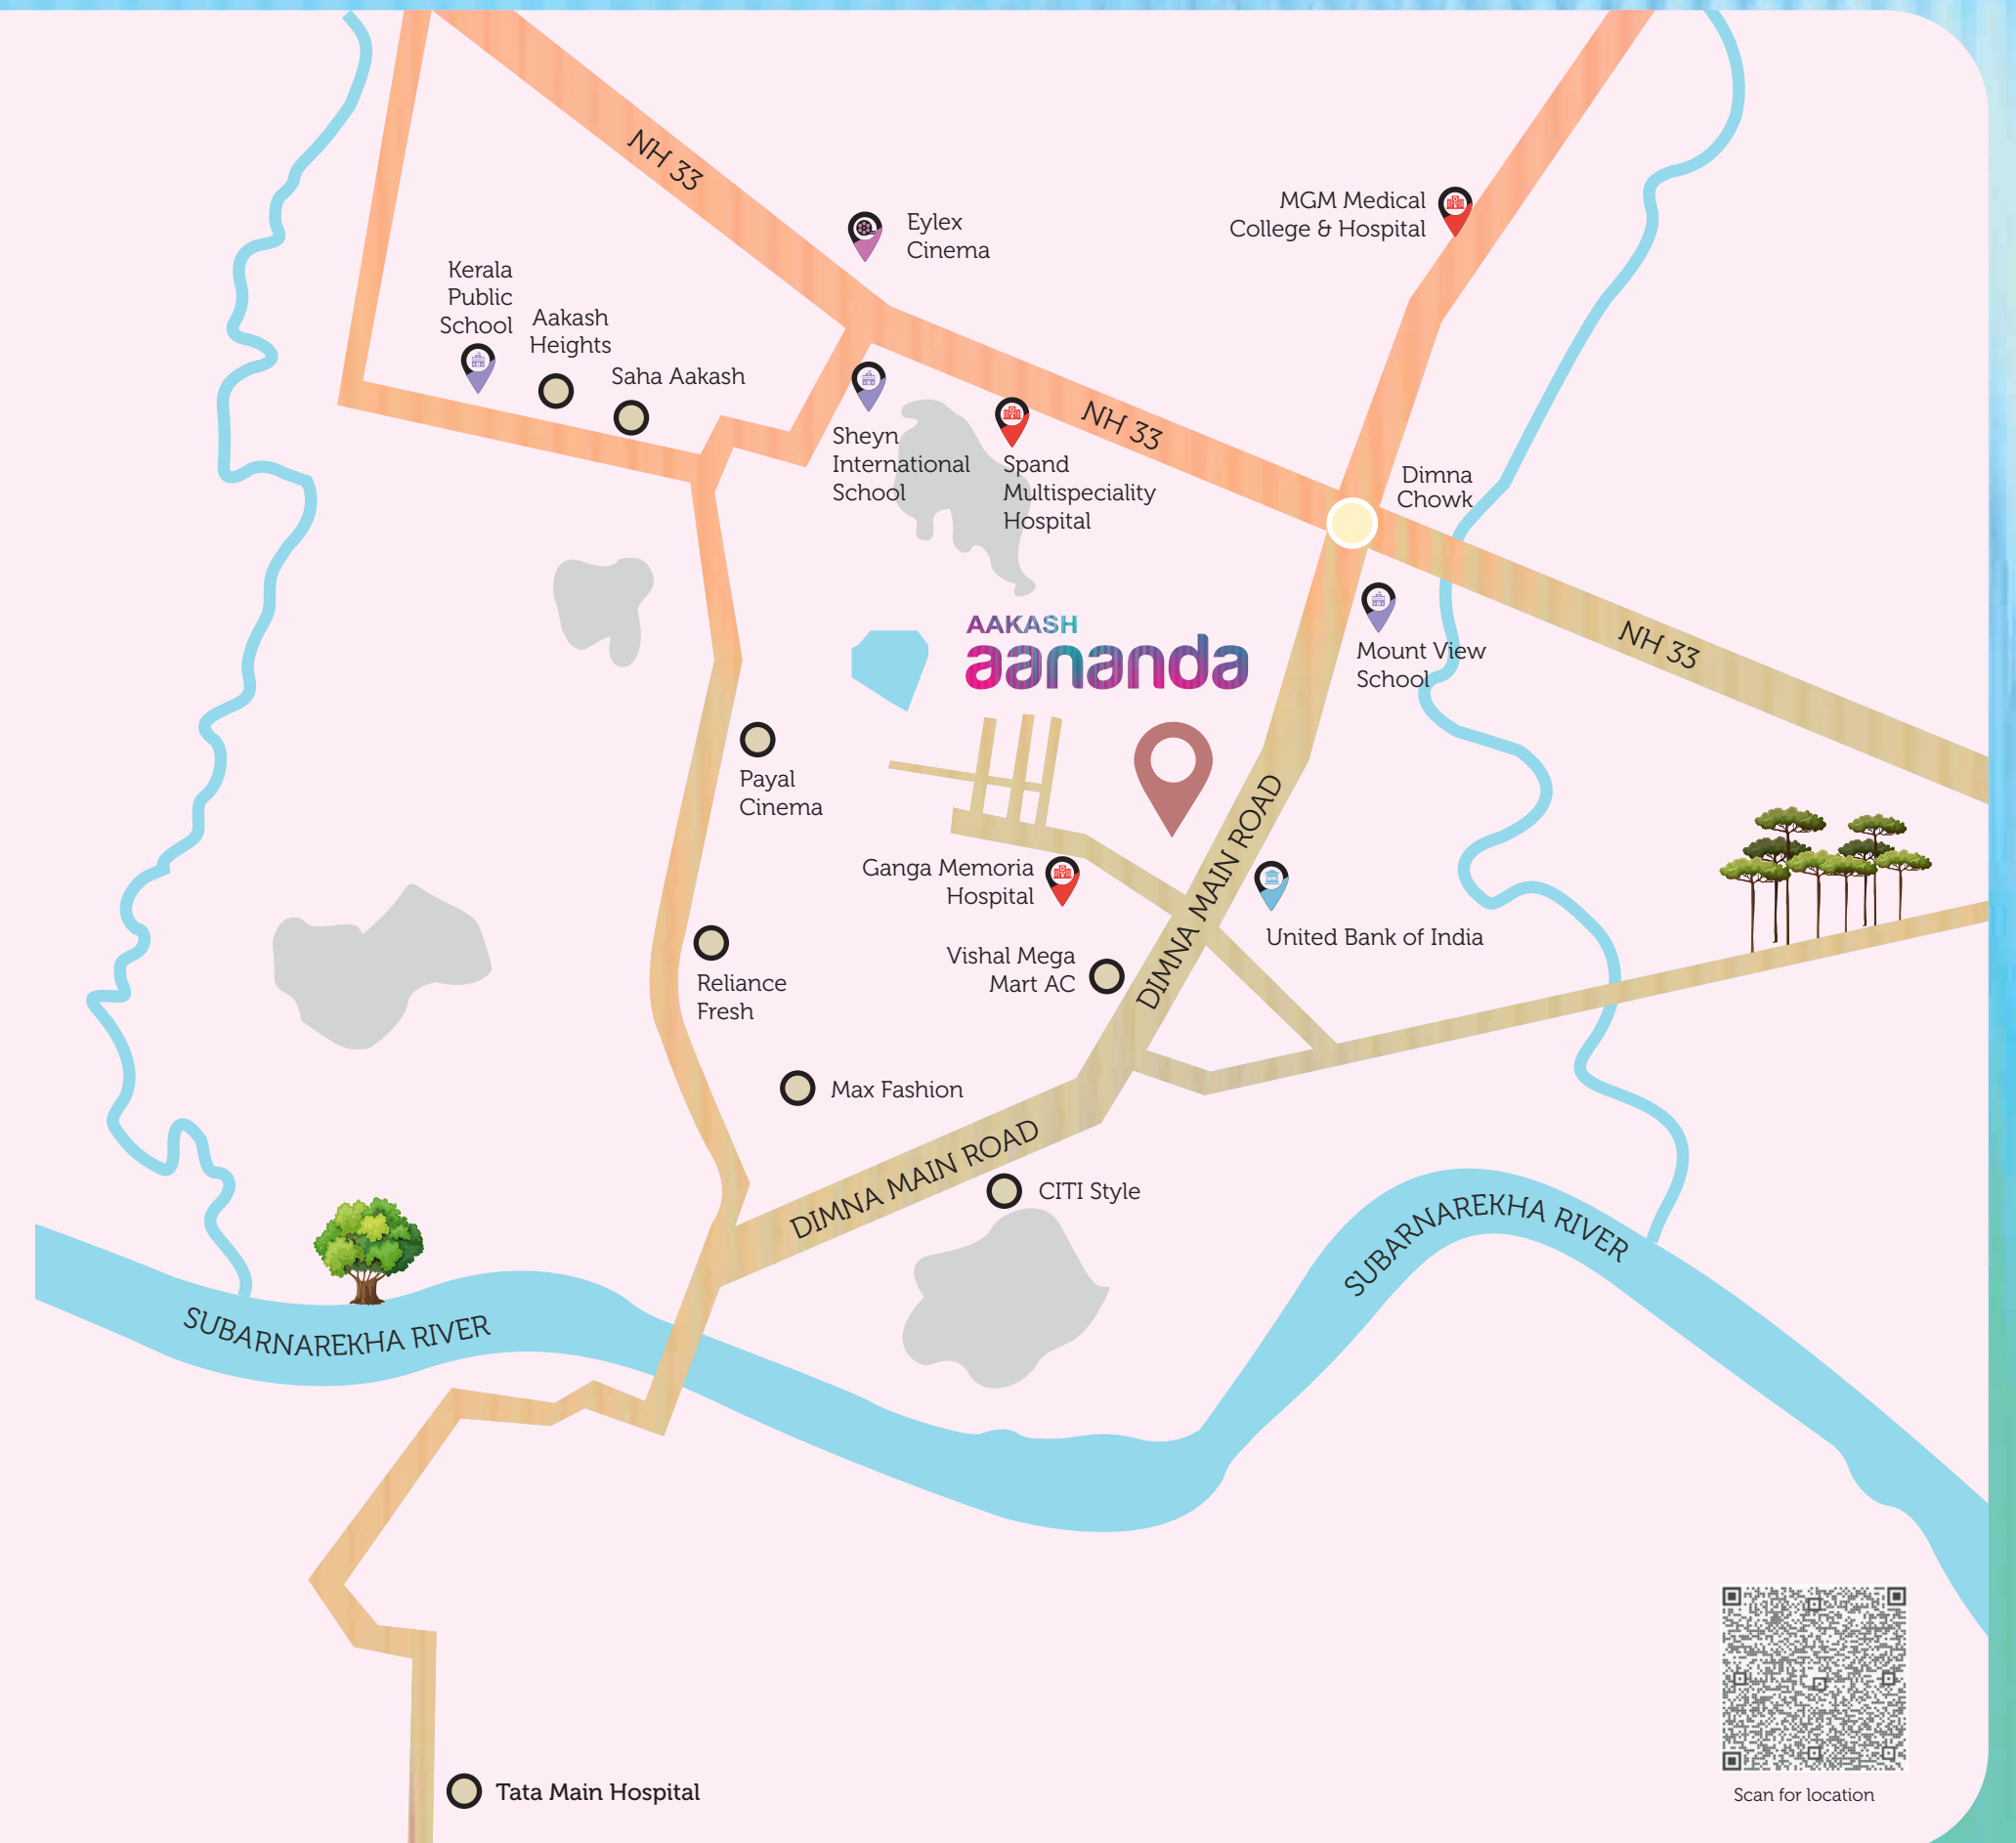 NH 33
Eylex
Cinema
MGM Medical
College & Hospital
Kerala
Public
School
Aakash
Heights
Saha Aakash
Sheyn
International
School
Spand
Multispeciality
Hospital
NH 33
Dimna
Chowk
AAKASH
aananda
Mount View
School
NH 33
Payal
Cinema
DIMNA MAIN ROAD
Ganga Memoria
Hospital
United Bank of India
Vishal Mega
Mart AC
Reliance
Fresh
Max Fashion
DIMNA MAIN ROAD
CITI Style
SUBARNAREKHA RIVER
SUBARNAREKHA RIVER
Tata Main Hospital
Scan for location